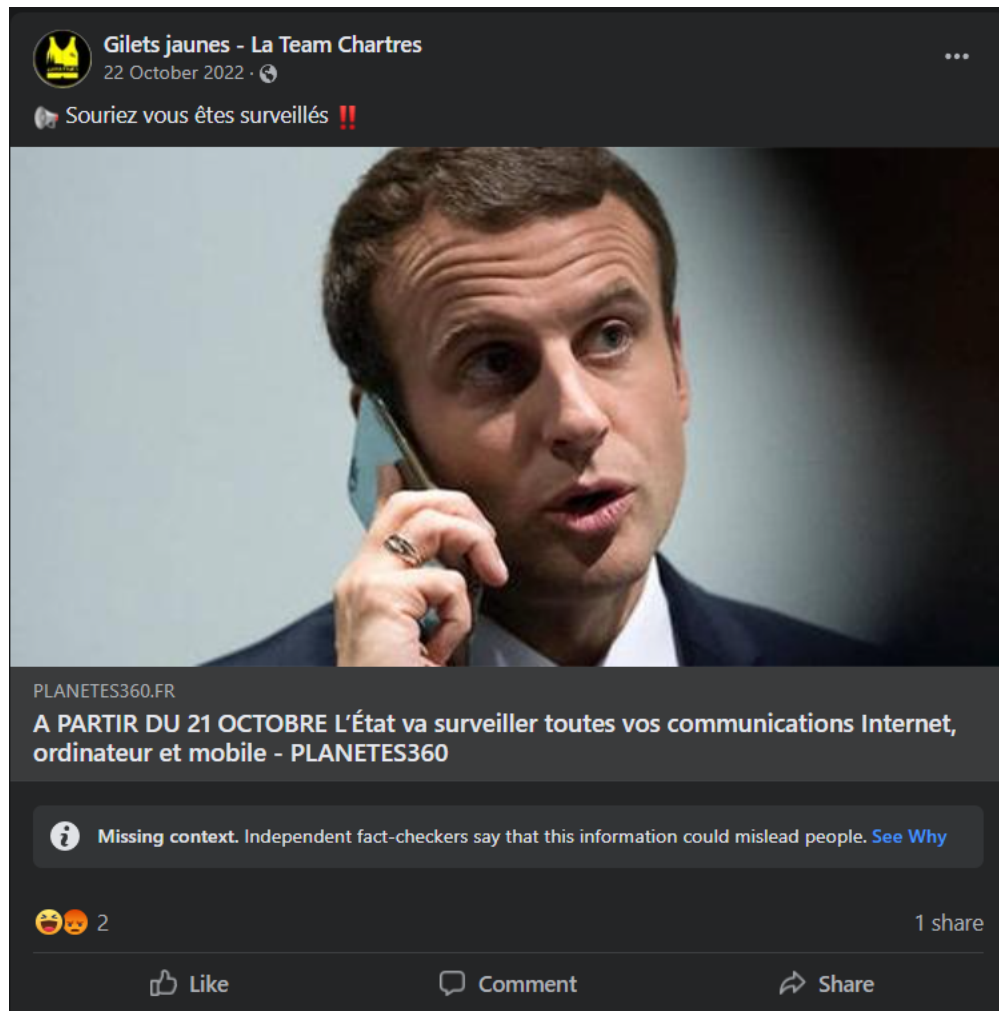 Gilets jaunes - La Team Chartres
22 October 2022 ·
Souriez vous êtes surveillés ‼
PLANETES360.FR
A PARTIR DU 21 OCTOBRE L’État va surveiller toutes vos communications Internet,
ordinateur et mobile - PLANETES360
Missing context. Independent fact-checkers say that this information could mislead people. See Why
2
1 share
Like
Comment
Share